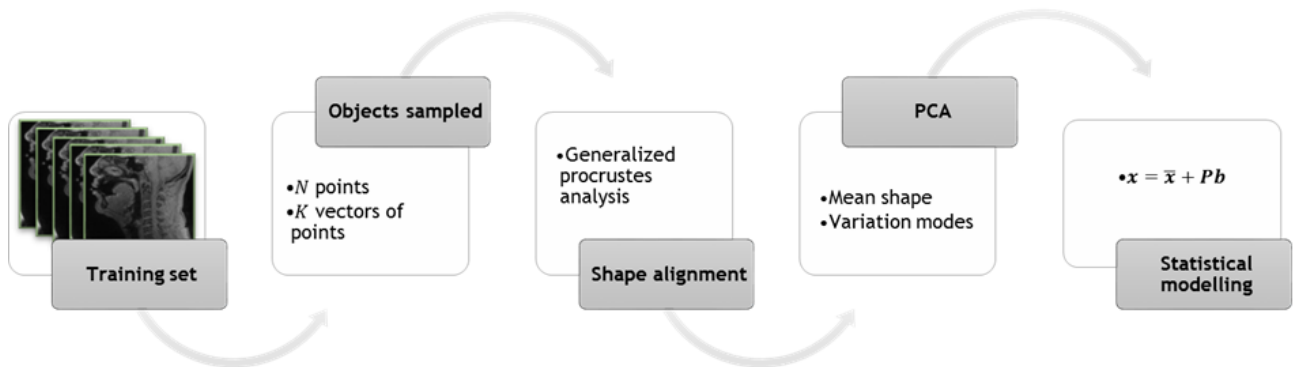 Training set
Objects sampled
•N points
•K vectors of
points
•Generalized
procrustes
analysis
Shape alignment
PCA
•Mean shape
•Variation modes
•x = x̅ + Pb
Statistical
modelling